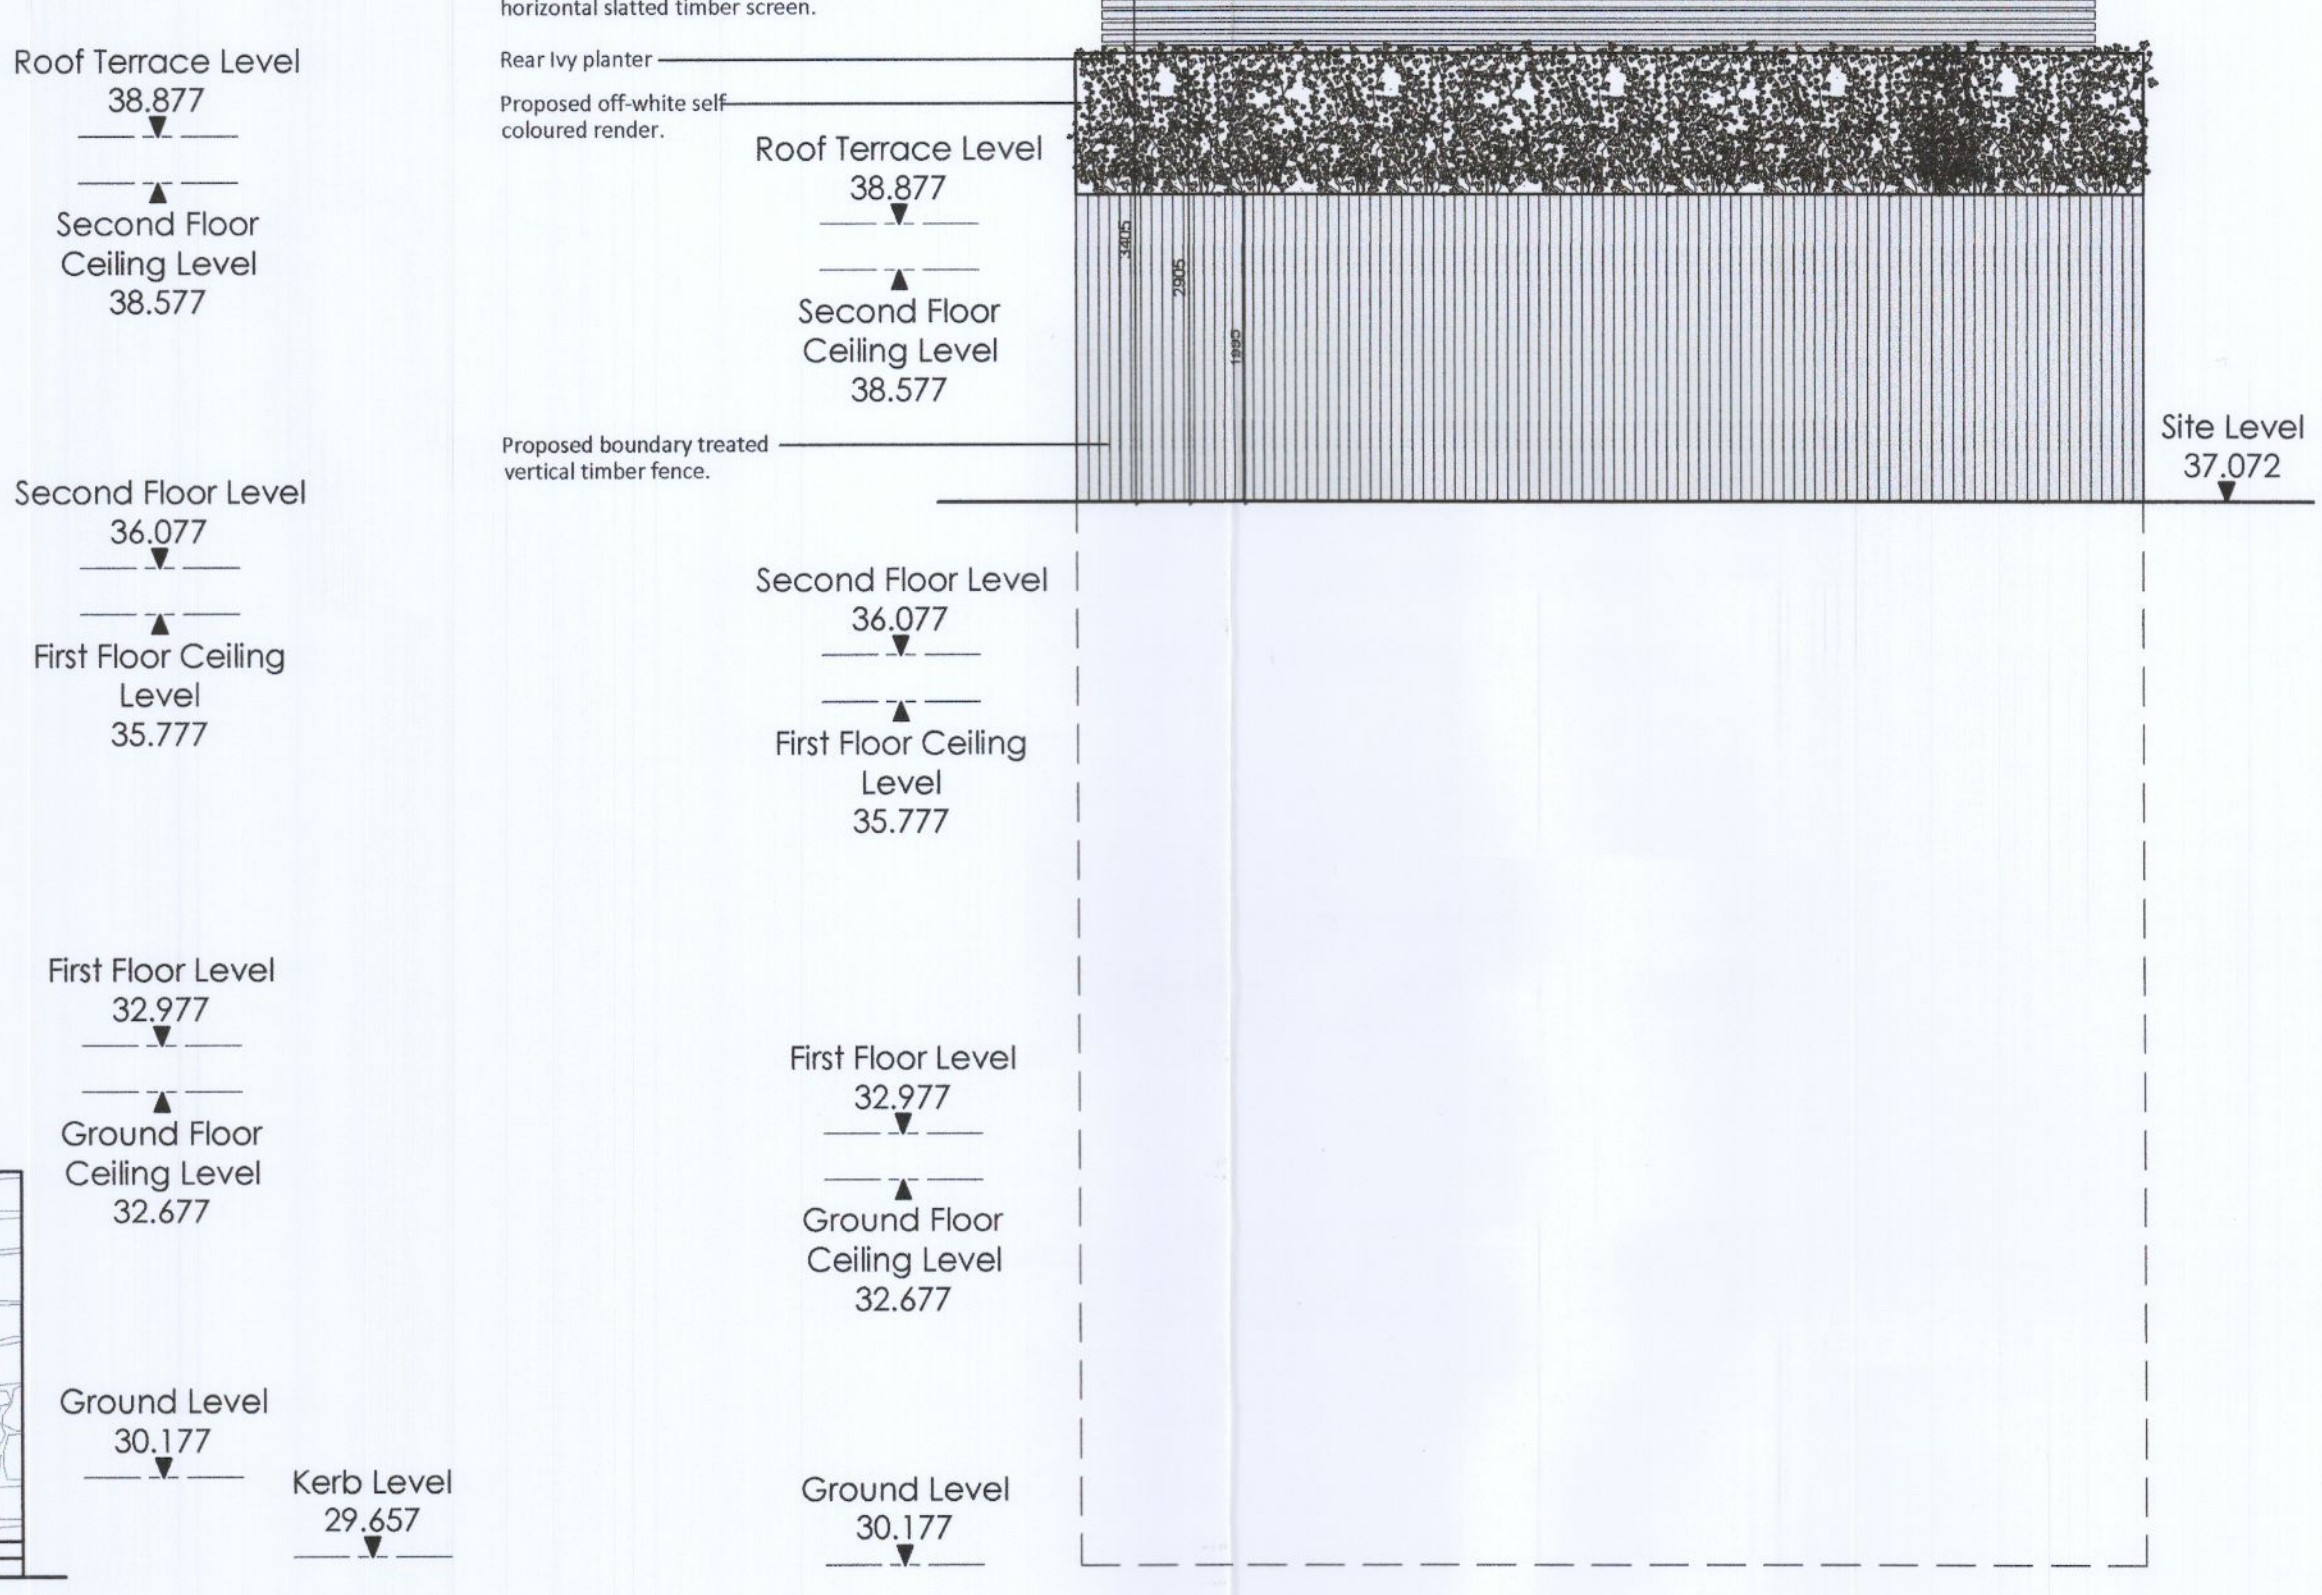 horizontal slatted timber screen.
Rear Ivy planter
Proposed off-white self
coloured render.
Proposed boundary treated
vertical timber fence.
Roof Terrace Level
38.877
Second Floor
Ceiling Level
38.577
Second Floor Level
36.077
First Floor Ceiling
Level
35.777
First Floor Level
32.977
Ground Floor
Ceiling Level
32.677
Ground Level
30.177
Kerb Level
29.657
Roof Terrace Level
38.877
Second Floor
Ceiling Level
38.577
Second Floor Level
36.077
First Floor Ceiling
Level
35.777
First Floor Level
32.977
Ground Floor
Ceiling Level
32.677
Ground Level
30.177
3405
2905
1995
Site Level
37.072